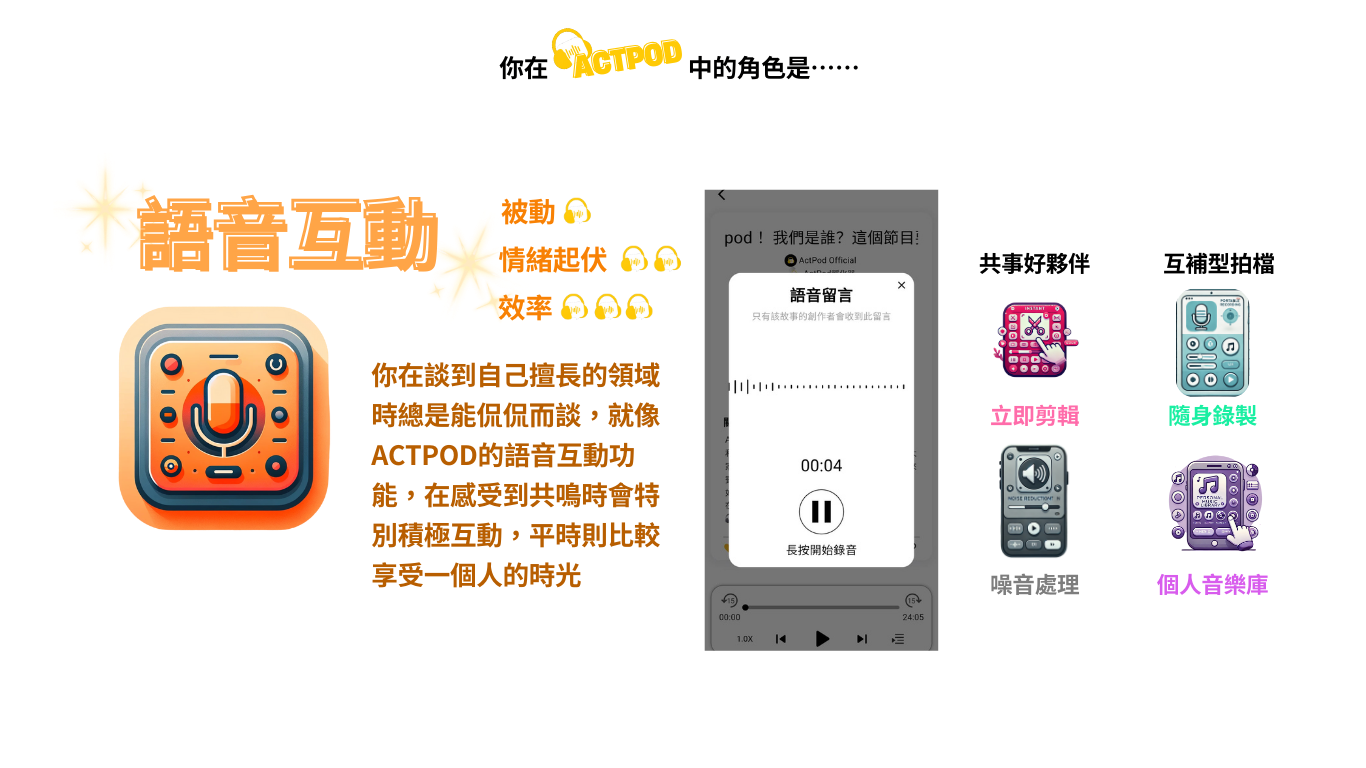 你在 ACTPOD 中的角色是⋯⋯
語音互動
被動
情緒起伏
效率
你在談到自己擅長的領域
時總是能侃侃而談，就像
ACTPOD的語音互動功
能，在感受到共鳴時會特
別積極互動，平時則比較
享受一個人的時光
pod！ 我們是誰？這個節目
ActPod Official
語音留言
只有該故事的創作者會收到此留言
00:04
長按開始錄音
15
15
00:00
24:05
1.0X
共事好夥伴
INSTANT
立即剪輯
NOISE REDUCTION
噪音處理
互補型拍檔
隨身錄製
PERSONAL
MUSIC
LIBRARY
個人音樂庫